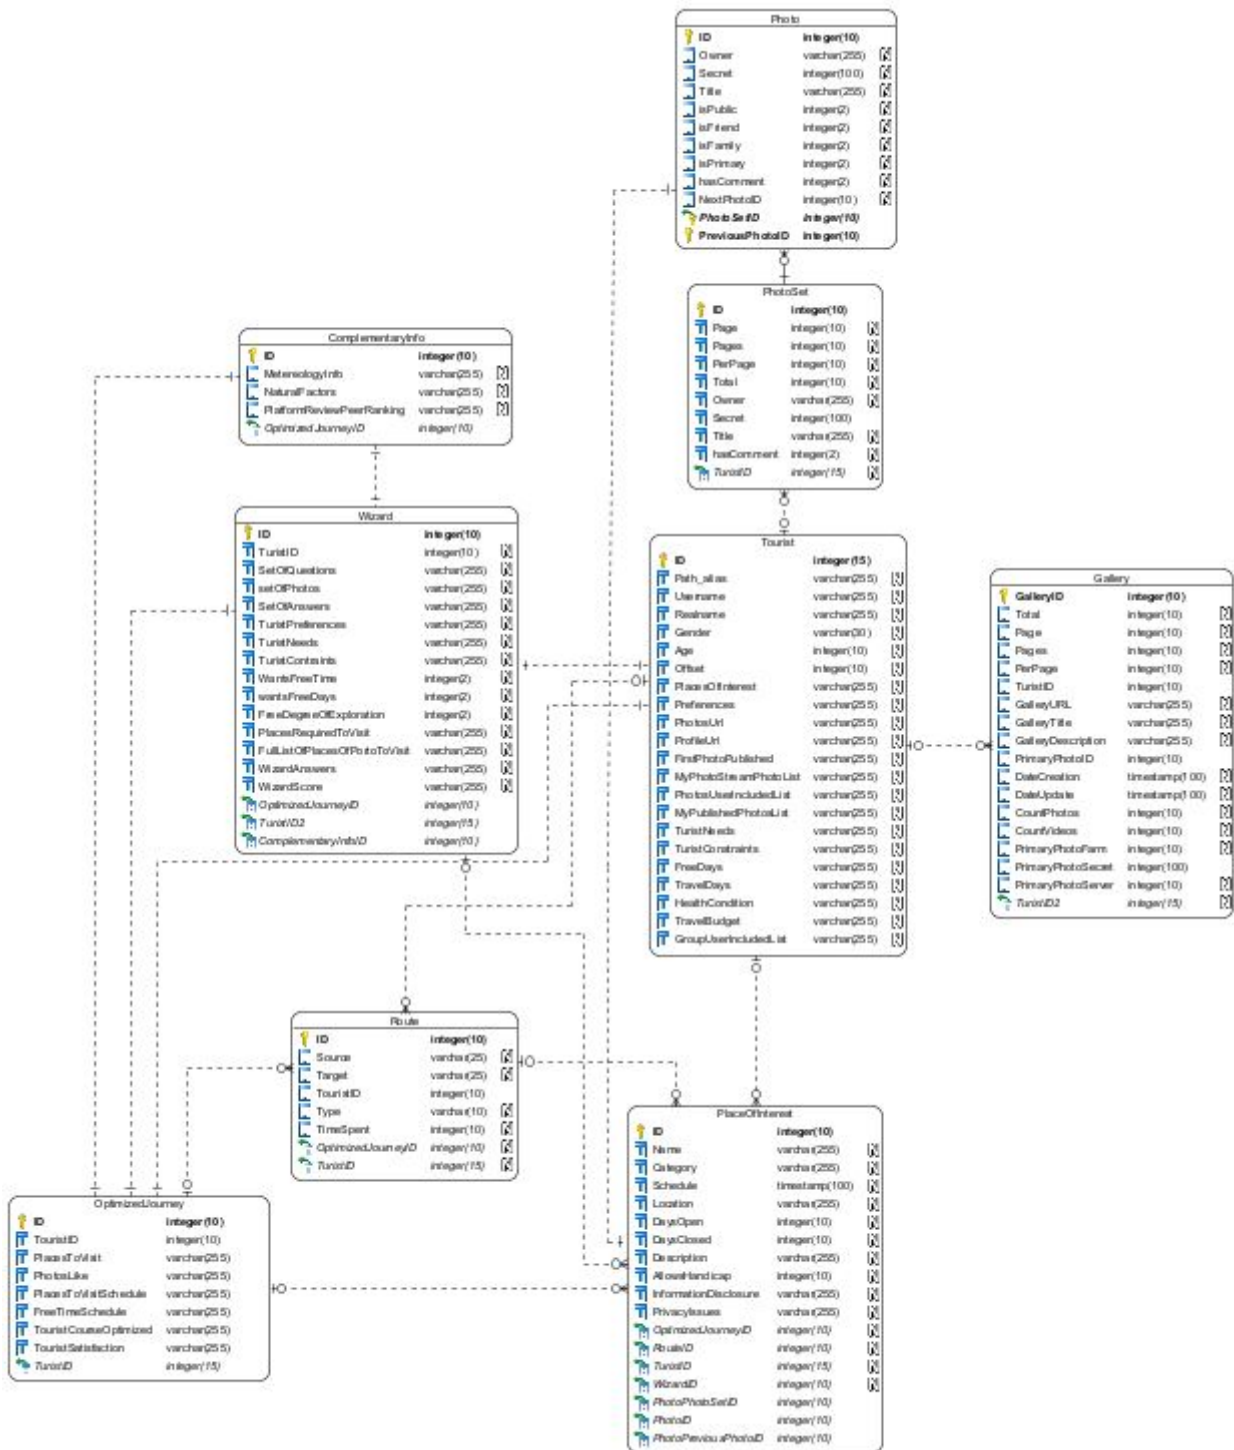 Photo
ID integer(10)
Owner varchar(255) N
Secret integer(100) N
Title varchar(255) N
isPublic integer(2) N
isFriend integer(2) N
isFamily integer(2) N
isPrimary integer(2) N
hasComment integer(2) N
NextPhotoID integer(10) N
PhotoSetID integer(10)
PreviousPhotoID integer(10)
PhotoSet
ID integer(10)
Page integer(10) N
Pages integer(10) N
PerPage integer(10) N
Total integer(10) N
Owner varchar(255) N
Secret integer(100)
Title varchar(255) N
hasComment integer(2) N
TuristID integer(15) N
ComplementaryInfo
ID integer(10)
MetereologyInfo varchar(255) N
NaturalFactors varchar(255) N
PlatformReviewPeerRanking varchar(255) N
OptimizedJourneyID integer(10)
Wizard
ID integer(10)
TuristID integer(10) N
SetOfQuestions varchar(255) N
setOfPhotos varchar(255) N
SetOfAnswers varchar(255) N
TuristPreferences varchar(255) N
TuristNeeds varchar(255) N
TuristContraints varchar(255) N
WantsFreeTime integer(2) N
wantsFreeDays integer(2) N
FreeDegreeOfExploration integer(2) N
PlacesRequiredToVisit varchar(255) N
FullListOfPlacesOfPortoToVisit varchar(255) N
WizardAnswers varchar(255) N
WizardScore varchar(255) N
OptimizedJourneyID integer(10)
TuristID2 integer(15)
ComplementaryInfoID integer(10)
Tourist
ID integer(15)
Path_alias varchar(255) N
Username varchar(255) N
Realname varchar(255) N
Gender varchar(30) N
Age integer(10) N
Offset integer(10) N
PlacesOfInterest varchar(255) N
Preferences varchar(255) N
PhotosUrl varchar(255) N
ProfileUrl varchar(255) N
FirstPhotoPublished varchar(255) N
MyPhotoStreamPhotoList varchar(255) N
PhotosUserIncludedList varchar(255) N
MyPublishedPhotosList varchar(255) N
TuristNeeds varchar(255) N
TuristConstraints varchar(255) N
FreeDays varchar(255) N
TravelDays varchar(255) N
HealthCondition varchar(255) N
TravelBudget varchar(255) N
GroupUserIncludedList varchar(255) N
Gallery
GalleryID integer(10)
Total integer(10) N
Page integer(10) N
Pages integer(10) N
PerPage integer(10) N
TuristID integer(10)
GalleryURL varchar(255) N
GalleryTitle varchar(255) N
GalleryDescription varchar(255) N
PrimaryPhotoID integer(10)
DateCreation timestamp(100) N
DateUpdate timestamp(100) N
CountPhotos integer(10) N
CountVideos integer(10) N
PrimaryPhotoFarm integer(10) N
PrimaryPhotoSecret integer(100)
PrimaryPhotoServer integer(10) N
TuristID2 integer(15) N
Route
ID integer(10)
Source varchar(25) N
Target varchar(25) N
TouristID integer(10)
Type varchar(10) N
TimeSpent integer(10) N
OptimizedJourneyID integer(10) N
TuristID integer(15) N
OptimizedJourney
ID integer(10)
TouristID integer(10)
PlacesToVisit varchar(255)
PhotosLike varchar(255)
PlacesToVisitSchedule varchar(255)
FreeTimeSchedule varchar(255)
TouristCourseOptimized varchar(255)
TouristSatisfaction varchar(255)
TuristID integer(15)
PlaceOfInterest
ID integer(10)
Name varchar(255) N
Category varchar(255) N
Schedule timestamp(100) N
Location varchar(255) N
DaysOpen integer(10) N
DaysClosed integer(10) N
Description varchar(255) N
AllowsHandicap integer(10) N
InformationDisclosure varchar(255) N
PrivacyIssues varchar(255) N
OptimizedJourneyID integer(10) N
RouteID integer(10) N
TuristID integer(15) N
WizardID integer(10) N
PhotoPhotoSetID integer(10)
PhotoID integer(10)
PhotoPreviousPhotoID integer(10)